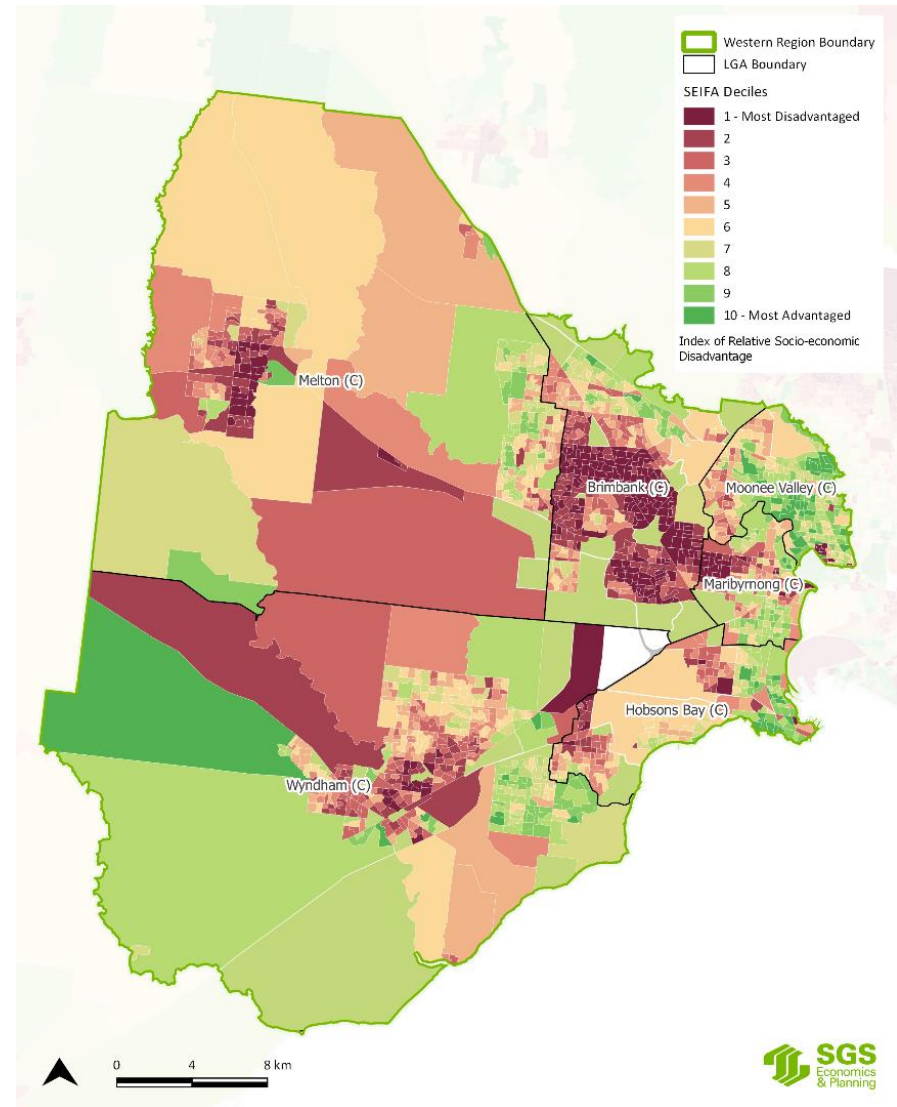 Western Region Boundary
LGA Boundary
SEIFA Deciles
1 - Most Disadvantaged
2
3
4
5
6
7
8
9
10 - Most Advantaged
Index of Relative Socio-economic
Disadvantage
Melton (C)
Brimbank (C)
Moonee Valley (C)
Maribyrnong (C)
Hobsons Bay (C)
Wyndham (C)
0 4 8 km
SGS
Economics
& Planning